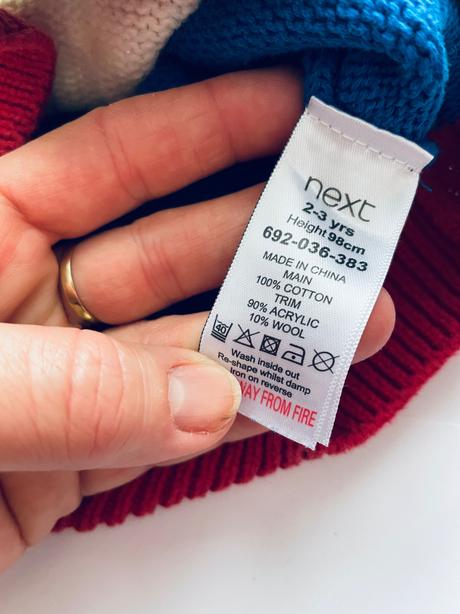 next
2-3 yrs
Height 98cm
692-036-383
MADE IN CHINA
MAIN
100% COTTON
TRIM
90% ACRYLIC
10% WOOL
40
Wash inside out
Re-shape whilst damp
Iron on reverse
AWAY FROM FIRE